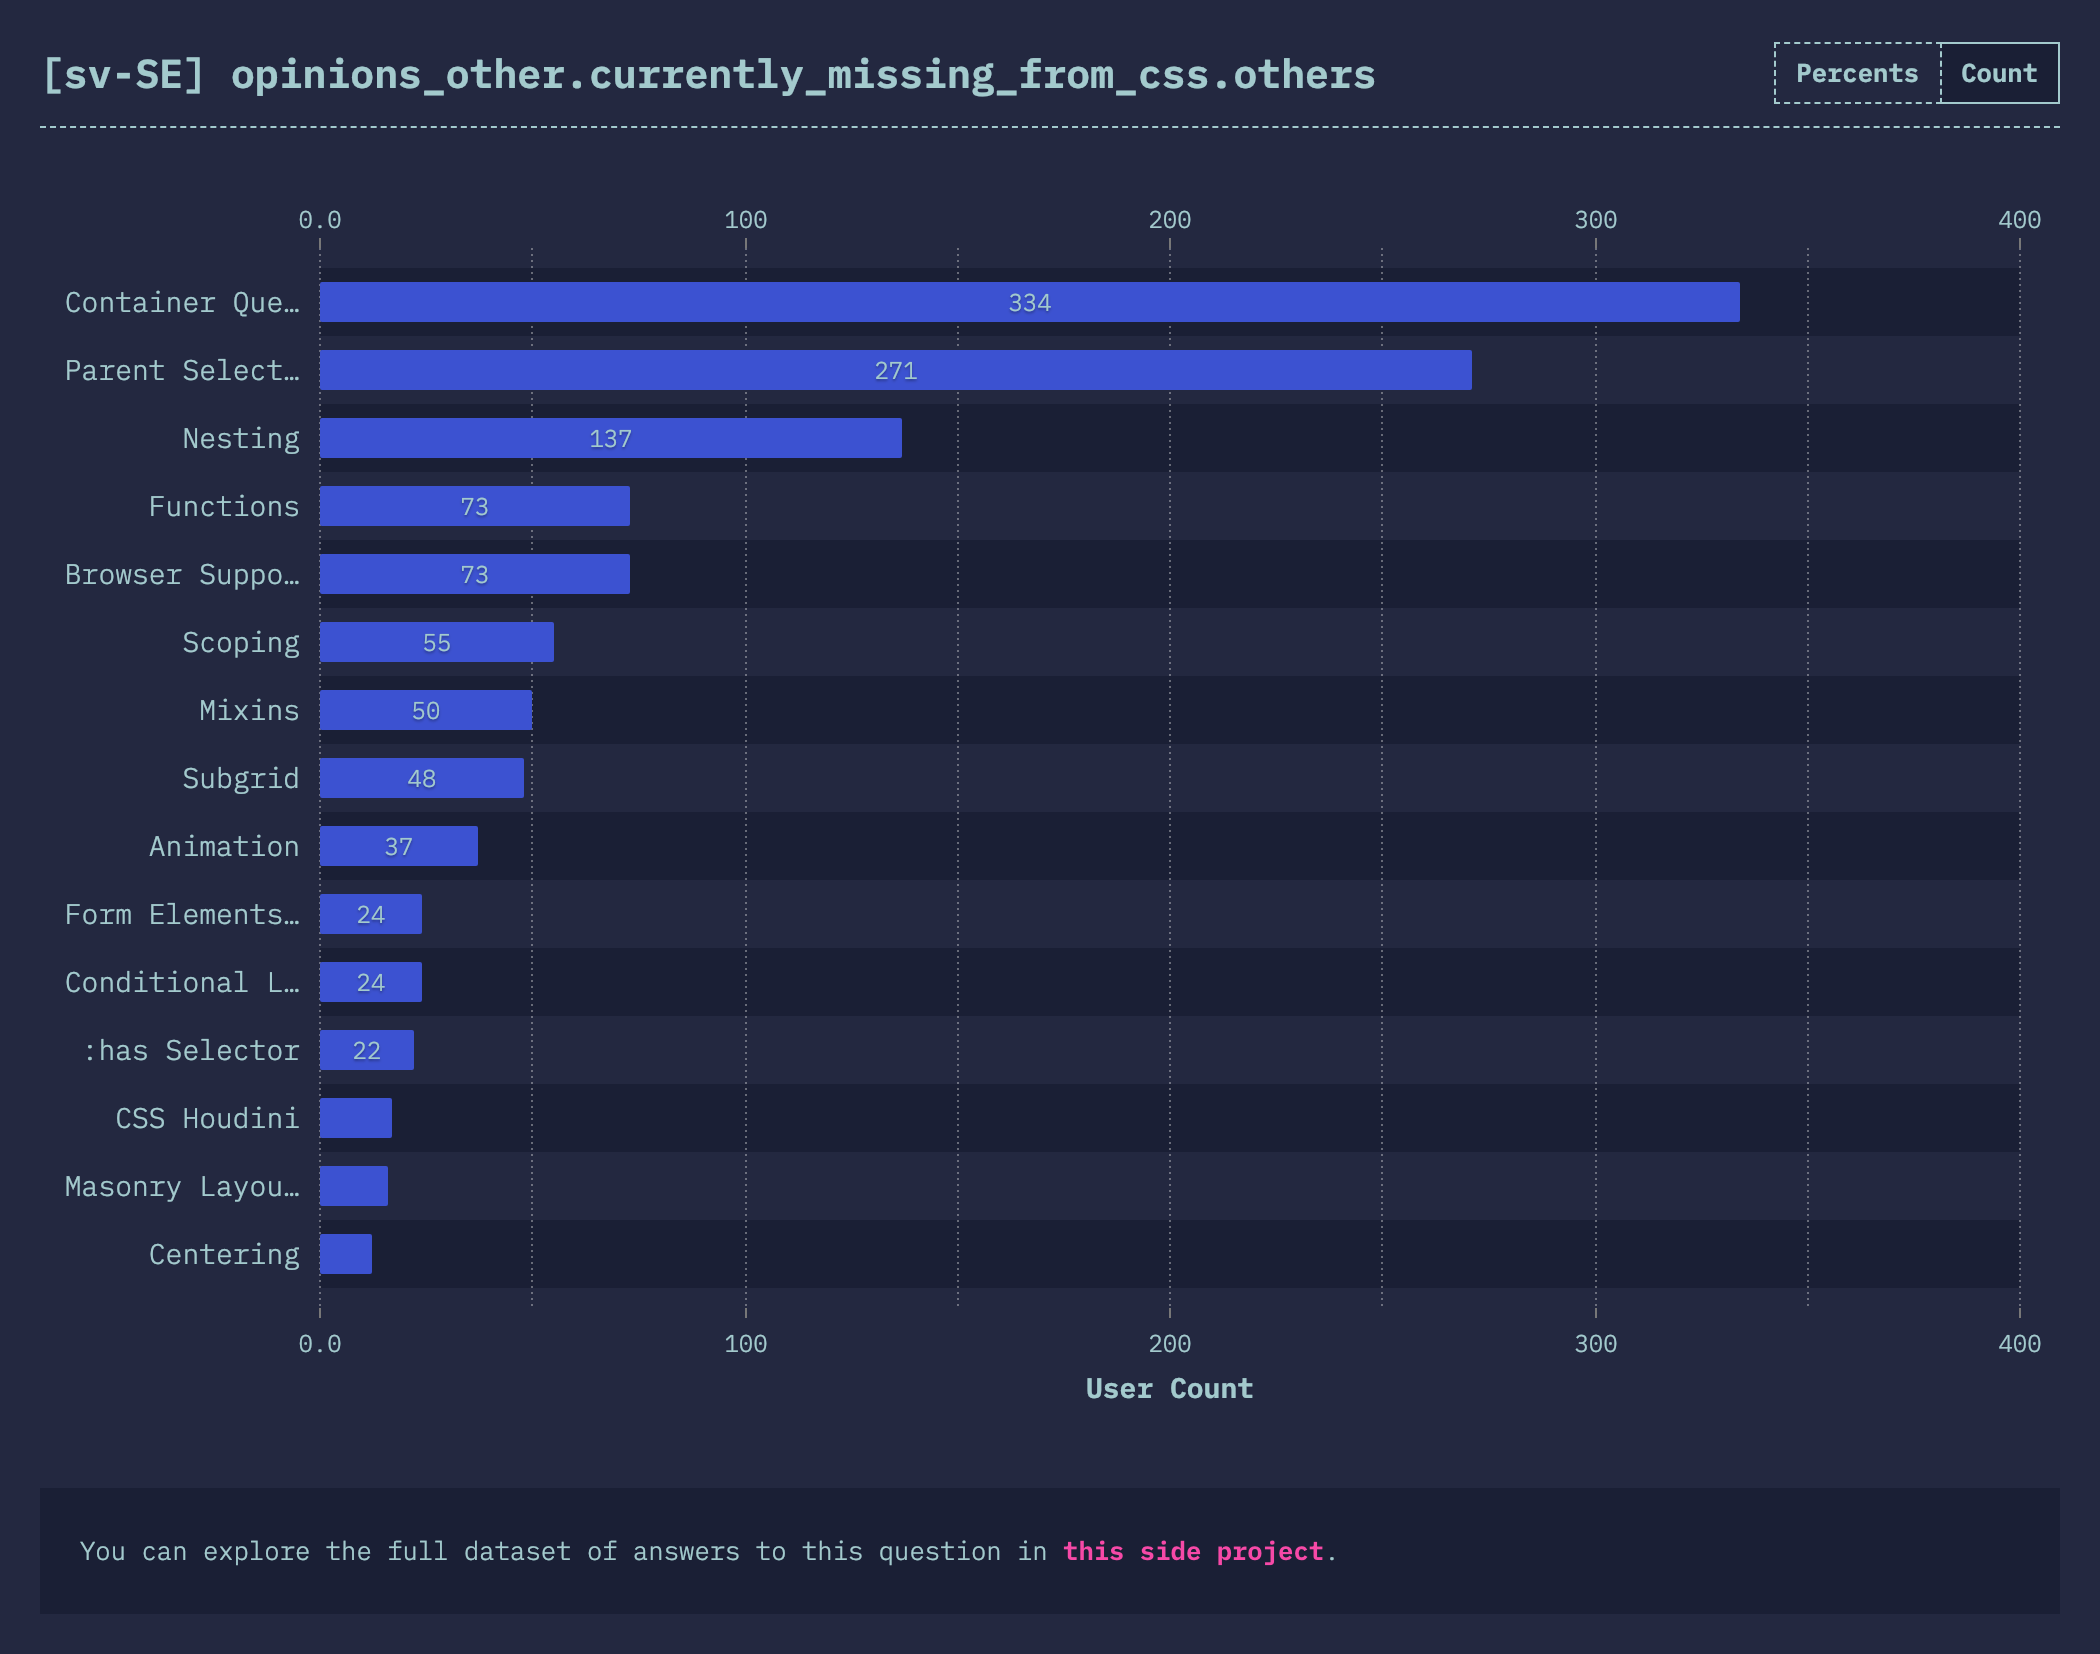 [sv-SE] opinions_other.currently_missing_from_css.others
Percents Count
0.0 100 200 300 400
Container Que… 334
Parent Select… 271
Nesting 137
Functions 73
Browser Suppo… 73
Scoping 55
Mixins 50
Subgrid 48
Animation 37
Form Elements… 24
Conditional L… 24
:has Selector 22
CSS Houdini
Masonry Layou…
Centering
0.0 100 200 300 400
User Count
You can explore the full dataset of answers to this question in this side project.